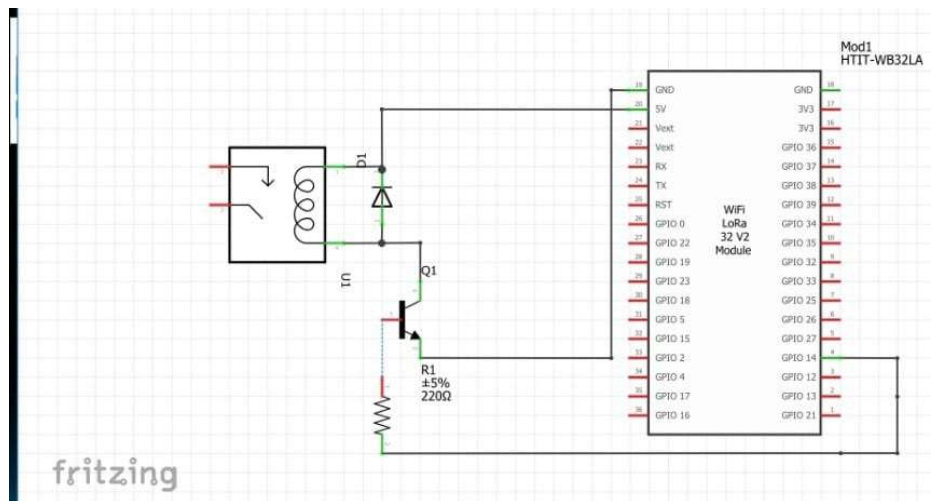 Mod1
HTIT-WB32LA
19 GND GND 18
20 5V 3V3 17
21 Vext 3V3 16
22 Vext GPIO 36 15
23 RX GPIO 37 14
24 TX GPIO 38 13
25 RST GPIO 39 12
26 GPIO 0 GPIO 34 11
27 GPIO 22 GPIO 35 10
28 GPIO 19 GPIO 32 9
29 GPIO 23 GPIO 33 8
30 GPIO 18 GPIO 25 7
31 GPIO 5 GPIO 26 6
32 GPIO 15 GPIO 27 5
33 GPIO 2 GPIO 14 4
34 GPIO 4 GPIO 12 3
35 GPIO 17 GPIO 13 2
36 GPIO 16 GPIO 21 1
WiFi
LoRa
32 V2
Module
D1
U1
Q1
R1
±5%
220Ω
fritzing